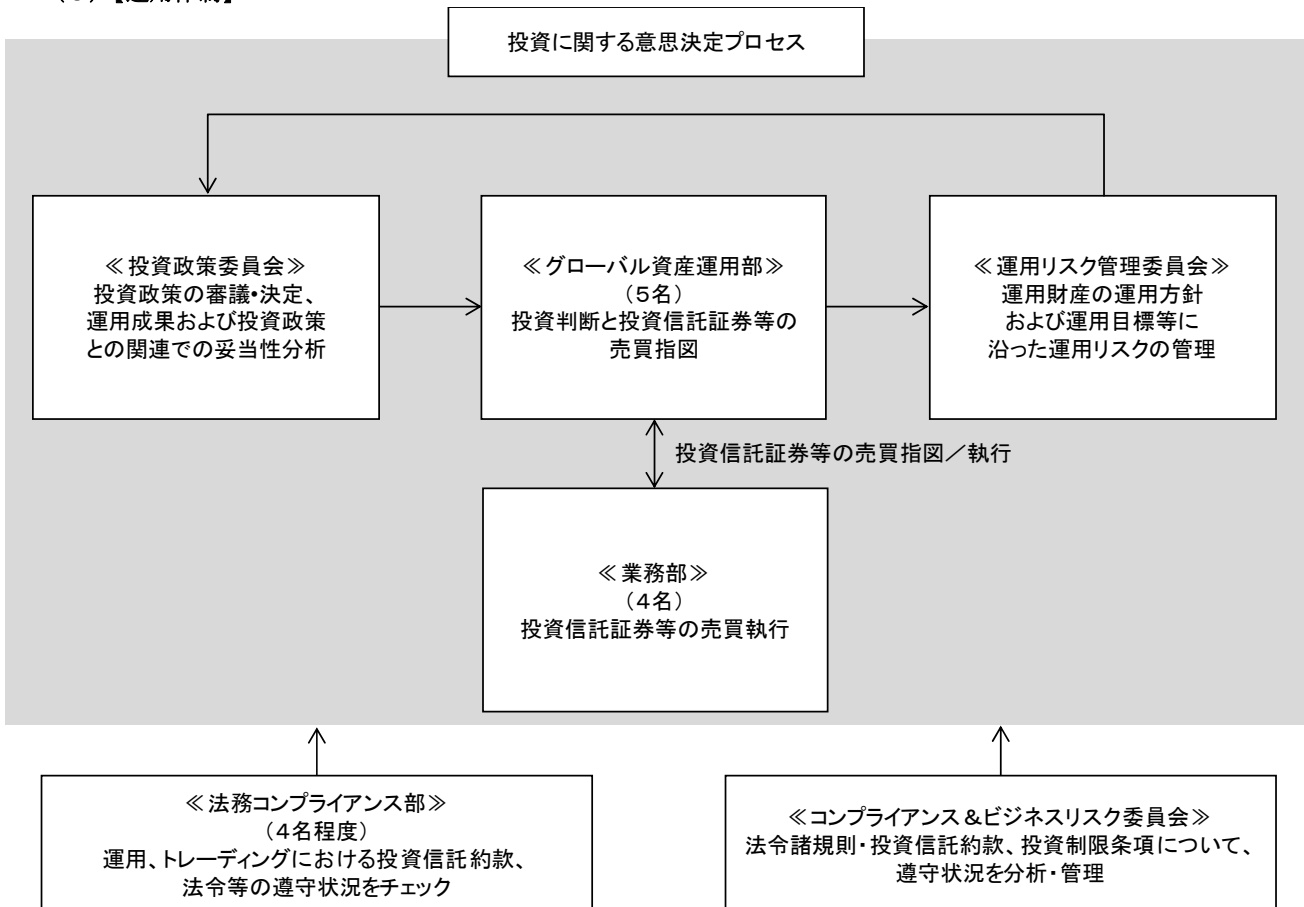 投資に関する意思決定プロセス
≪投資政策委員会≫
投資政策の審議・決定、
運用成果および投資政策
との関連での妥当性分析
≪グローバル資産運用部≫
（5名）
投資判断と投資信託証券等の
売買指図
≪運用リスク管理委員会≫
運用財産の運用方針
および運用目標等に
沿った運用リスクの管理
投資信託証券等の売買指図／執行
≪業務部≫
（4名）
投資信託証券等の売買執行
≪法務コンプライアンス部≫
（4名程度）
運用、トレーディングにおける投資信託約款、
法令等の遵守状況をチェック
≪コンプライアンス＆ビジネスリスク委員会≫
法令諸規則・投資信託約款、投資制限条項について、
遵守状況を分析・管理